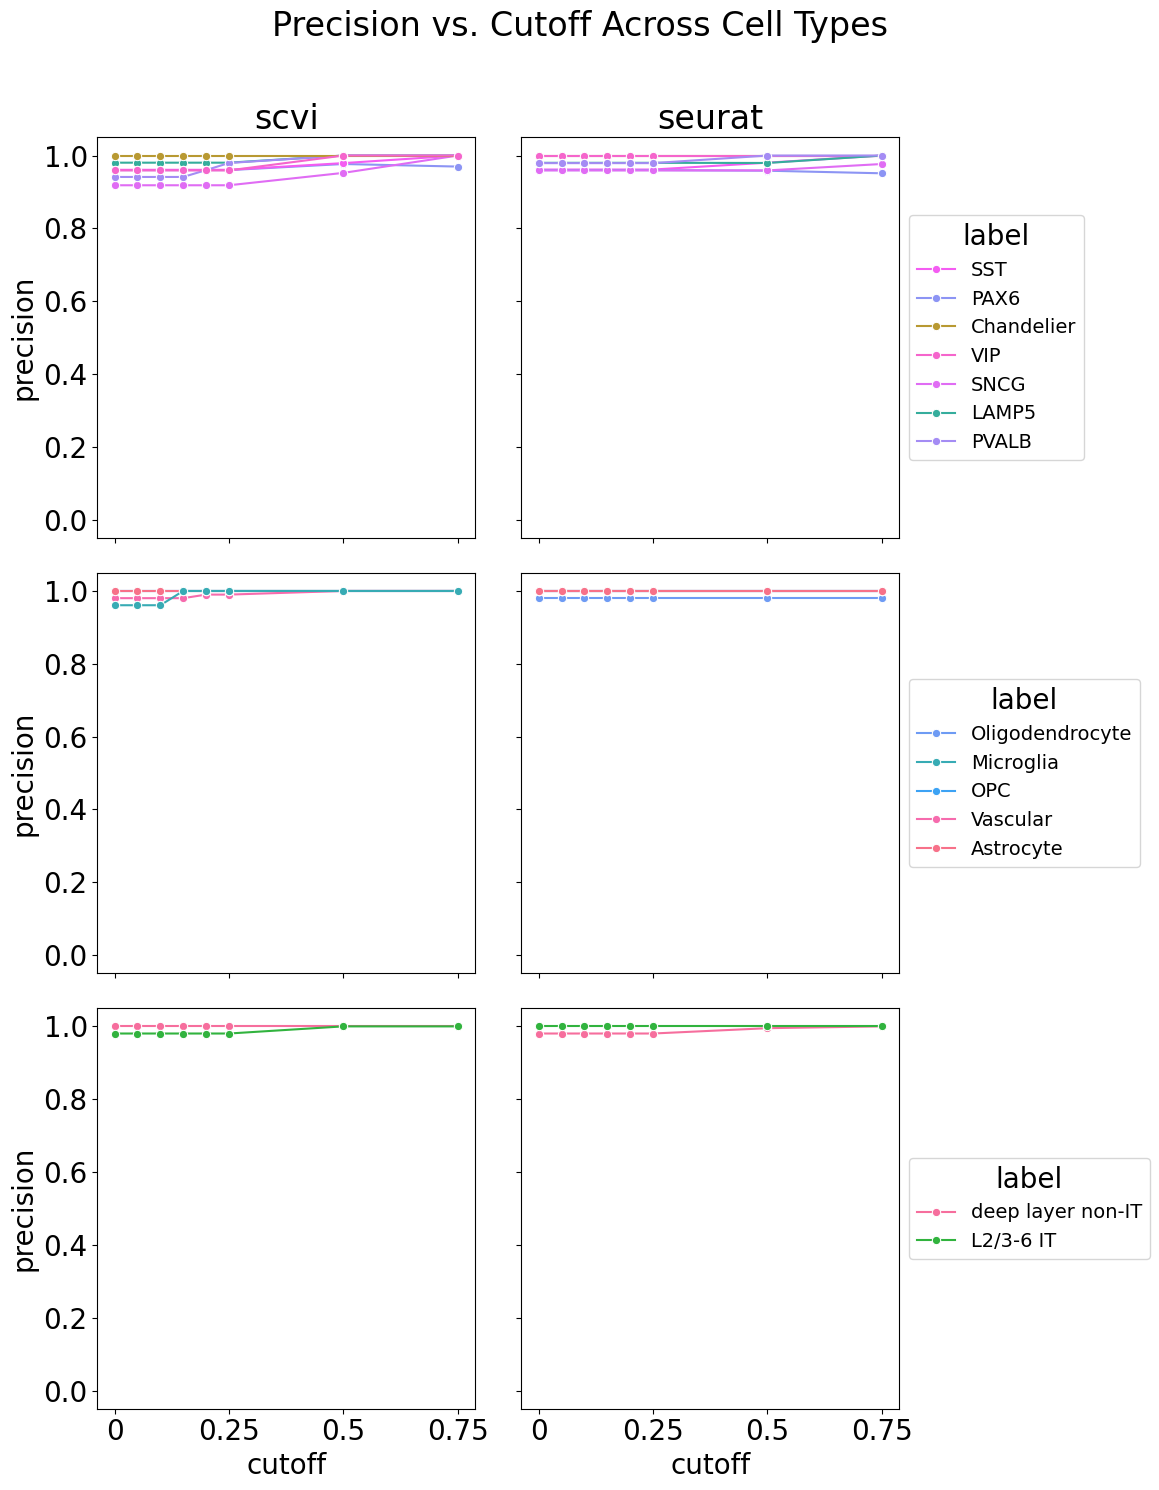 Precision vs. Cutoff Across Cell Types
scvi
seurat
precision
1.0
0.8
0.6
0.4
0.2
0.0
label
SST
PAX6
Chandelier
VIP
SNCG
LAMP5
PVALB
precision
1.0
0.8
0.6
0.4
0.2
0.0
label
Oligodendrocyte
Microglia
OPC
Vascular
Astrocyte
precision
1.0
0.8
0.6
0.4
0.2
0.0
label
deep layer non-IT
L2/3-6 IT
0 0.25 0.5 0.75
cutoff
0 0.25 0.5 0.75
cutoff